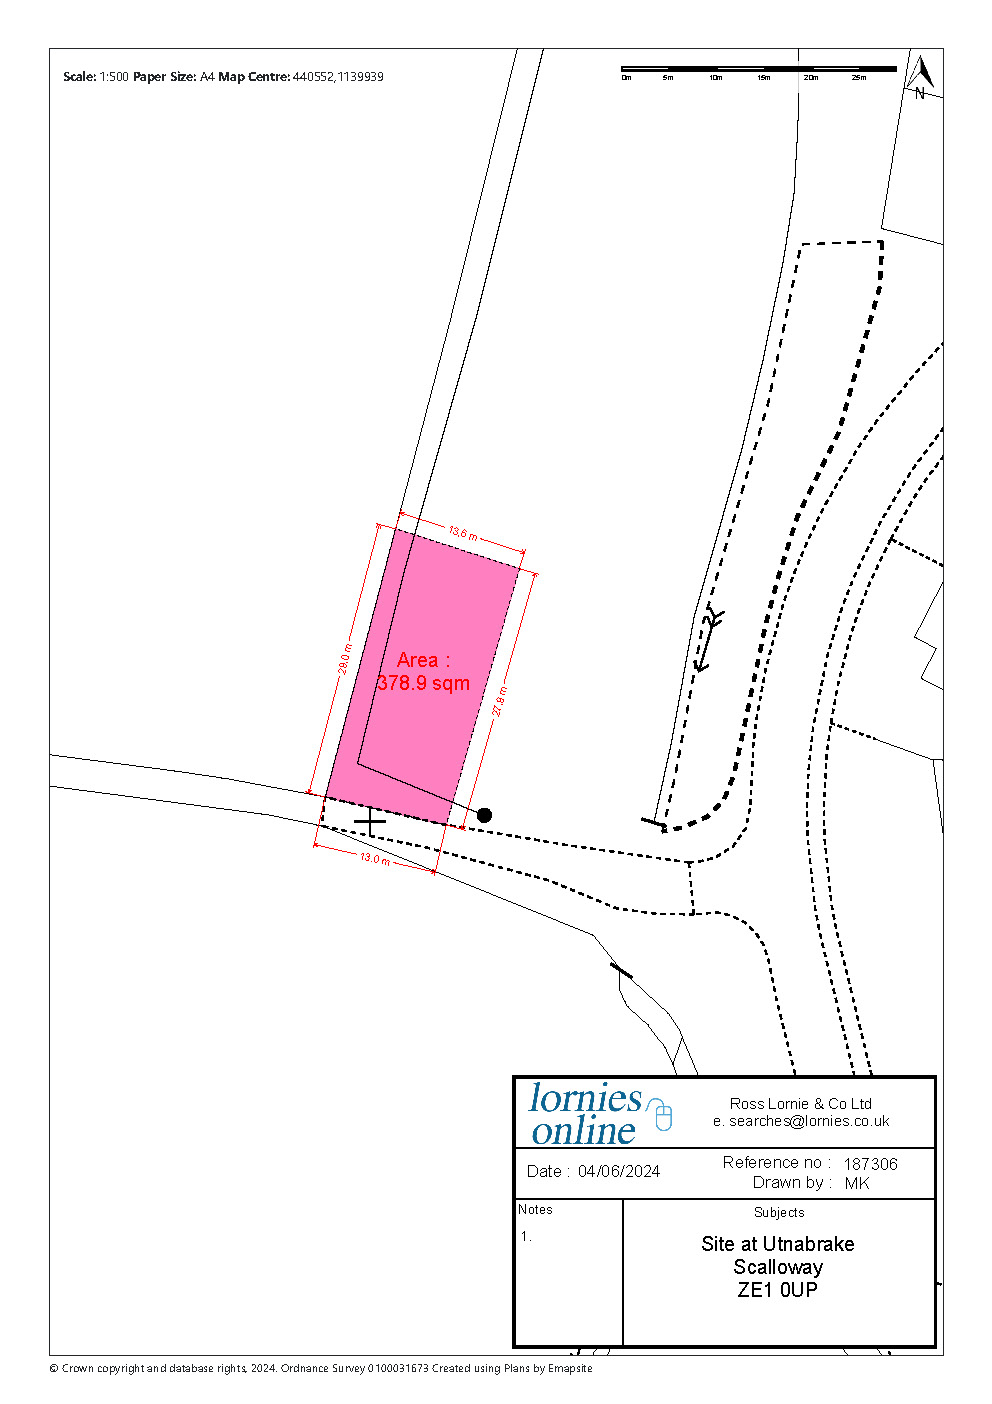 Scale: 1:500 Paper Size: A4 Map Centre: 440552,1139939
0m 5m 10m 15m 20m 25m
N
13.6 m
29.0 m
Area :
378.9 sqm
27.9 m
13.0 m
lornies
online
Ross Lornie & Co Ltd
e. searches@lornies.co.uk
Date : 04/06/2024
Reference no : 187306
Drawn by : MK
Notes
1.
Subjects
Site at Utnabrake
Scalloway
ZE1 0UP
© Crown copyright and database rights, 2024. Ordnance Survey 0100031673 Created using Plans by Emapsite